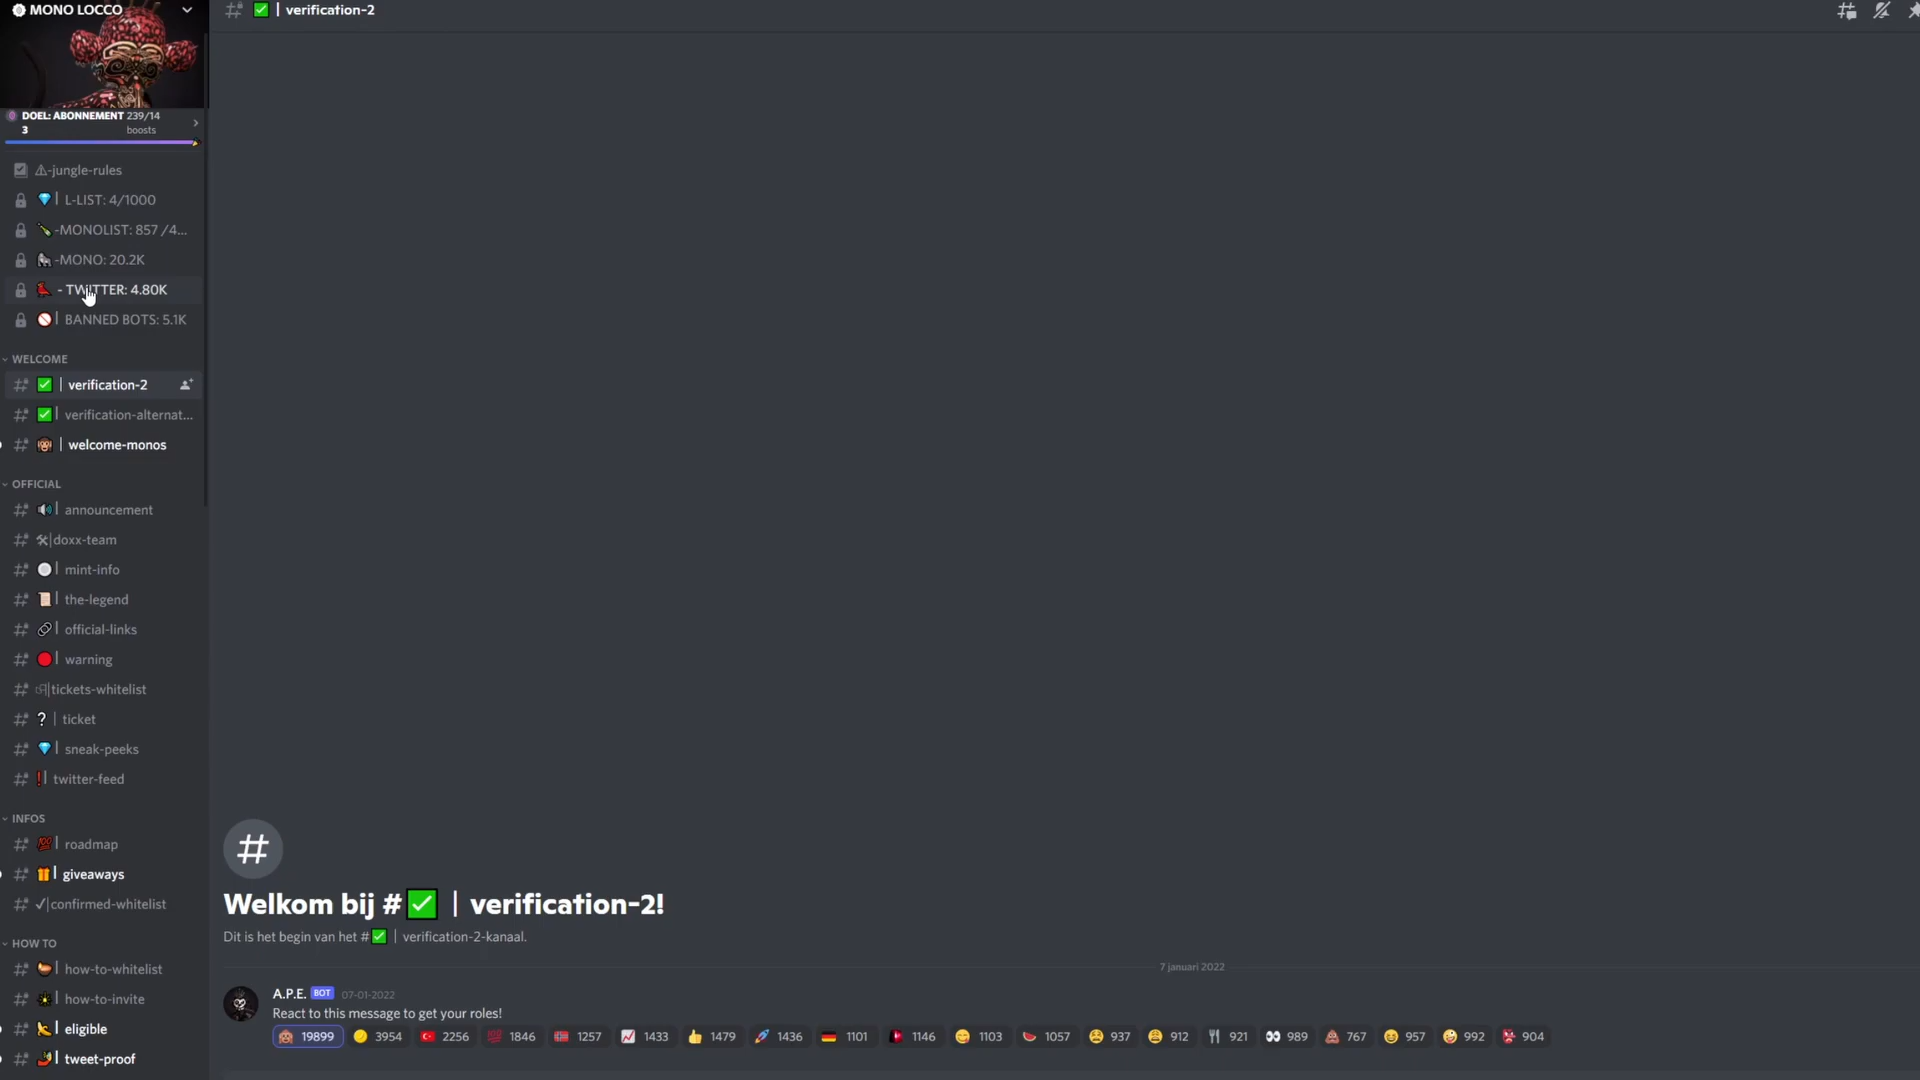 MONO LOCCO
DOEL: ABONNEMENT 3
239/14 boosts
⚠-jungle-rules
💎| L-LIST: 4/1000
-MONOLIST: 857 /4...
🦍-MONO: 20.2K
- TWITTER: 4.80K
🚫| BANNED BOTS: 5.1K
WELCOME
✅ | verification-2
✅| verification-alternat...
| welcome-monos
OFFICIAL
🔊| announcement
🛠|doxx-team
| mint-info
📜| the-legend
🔗| official-links
🔴| warning
|tickets-whitelist
❓ | ticket
💎| sneak-peeks
❗| twitter-feed
INFOS
💯| roadmap
🎁| giveaways
✓|confirmed-whitelist
HOW TO
| how-to-whitelist
| how-to-invite
🍌| eligible
| tweet-proof
✅ | verification-2
Welkom bij #✅ | verification-2!
Dit is het begin van het #✅ | verification-2-kanaal.
7 januari 2022
A.P.E. BOT 07-01-2022
React to this message to get your roles!
19899 3954 2256 1846 1257 1433 1479 1436 1101 1146 1103 1057 937 912 921 989 767 957 992 904